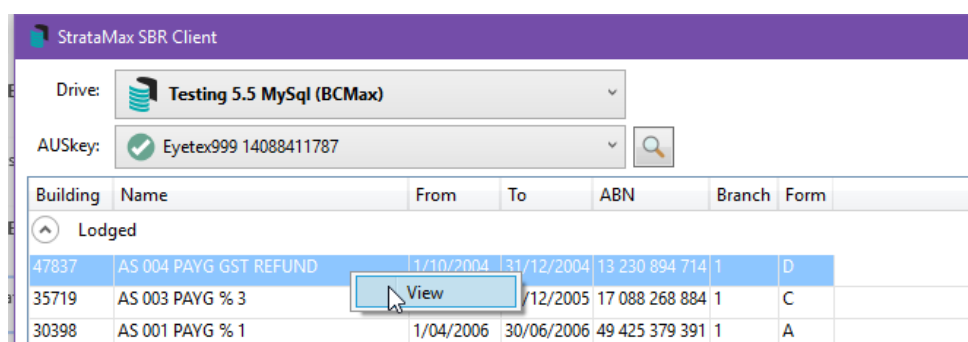 StrataMax SBR Client
Drive: Testing 5.5 MySql (BCMax)
AUSkey: Eyetex999 14088411787
Building Name From To ABN Branch Form
Lodged
47837 AS 004 PAYG GST REFUND 1/10/2004 31/12/2004 13 230 894 714 1 D
View
35719 AS 003 PAYG % 3 /12/2005 17 088 268 884 1 C
30398 AS 001 PAYG % 1 1/04/2006 30/06/2006 49 425 379 391 1 A